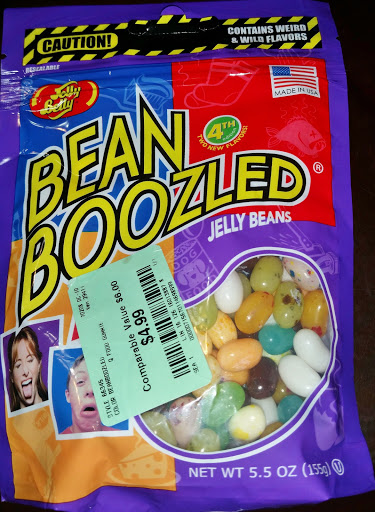 CAUTION!
CONTAINS WEIRD
& WILD FLAVORS
RESEALABLE
Jelly
Belly
MADE IN USA
4TH
TWO NEW FLAVORS!
BEAN
BOOZLED®
JELLY BEANS
Comparable Value $6.00
$4.99
NET WT 5.5 OZ (155g) U